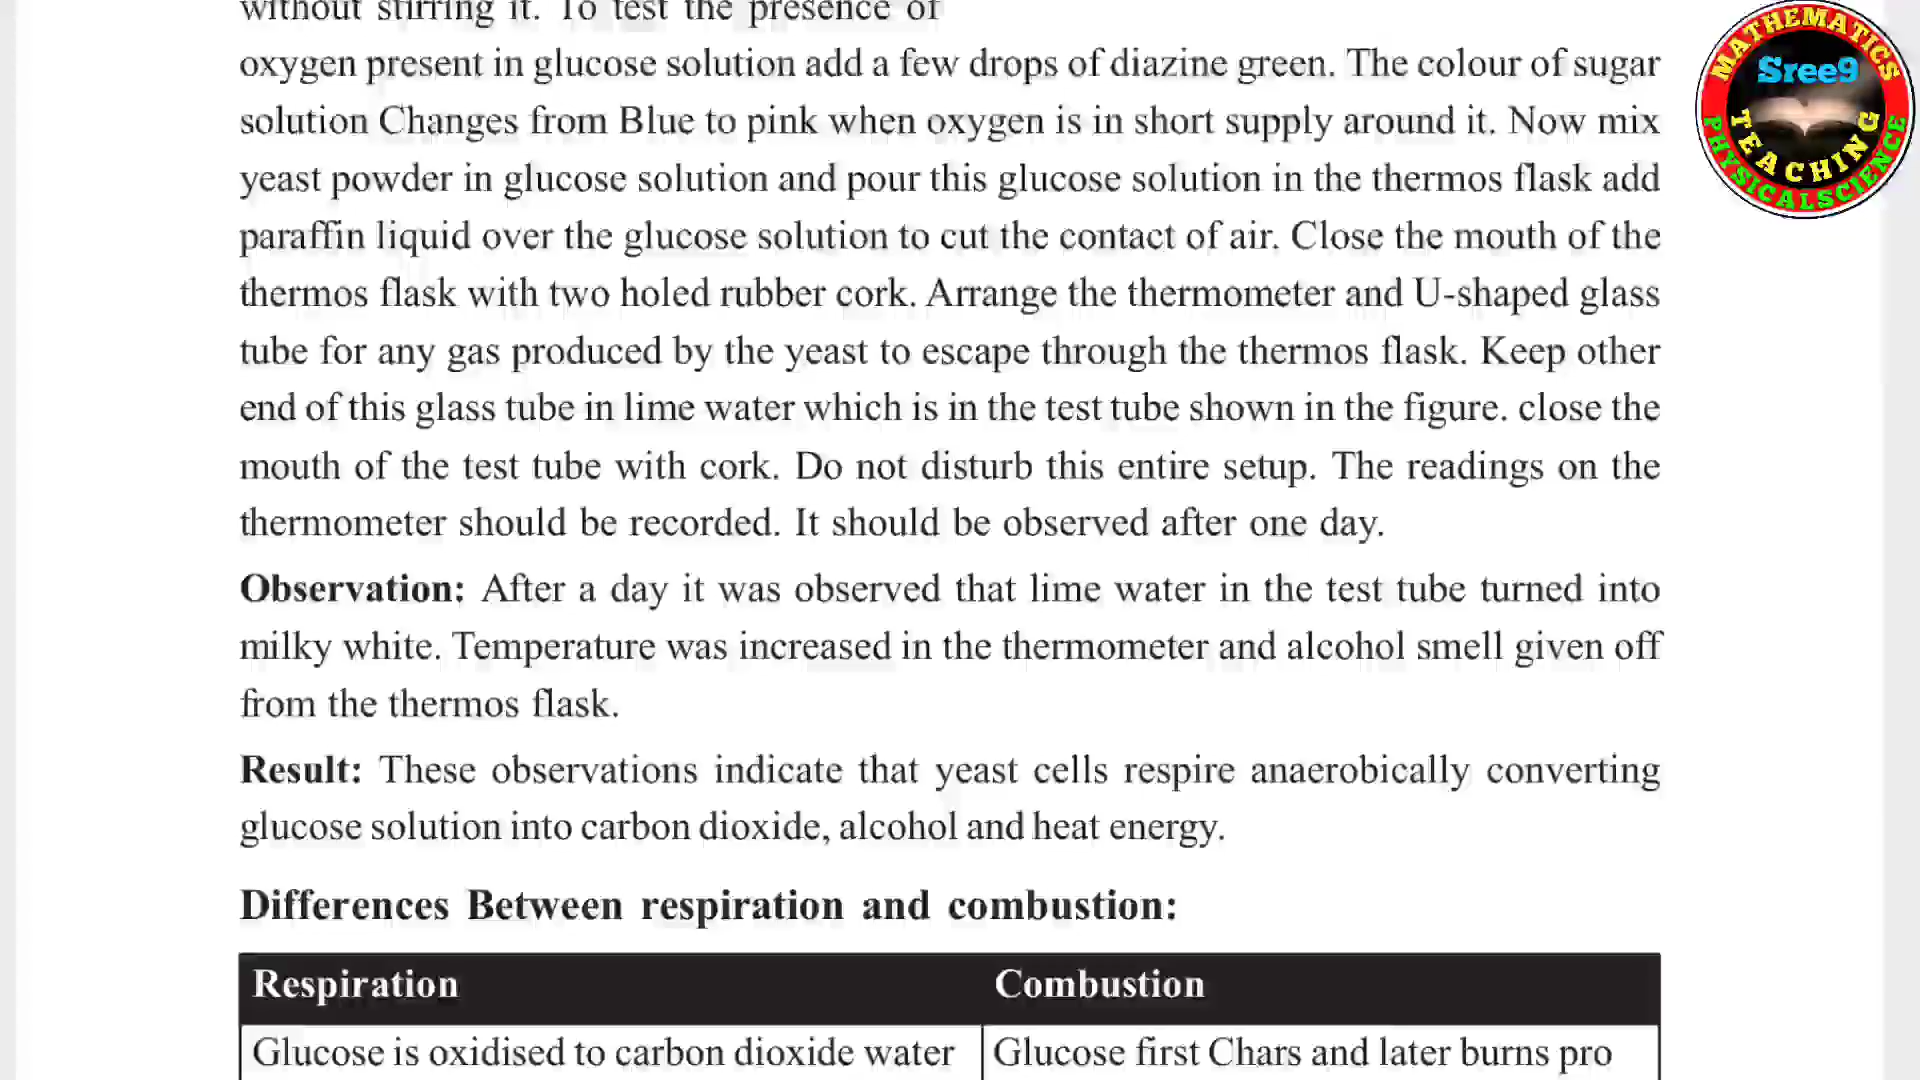 without stirring it. To test the presence of
oxygen present in glucose solution add a few drops of diazine green. The colour of sugar
solution Changes from Blue to pink when oxygen is in short supply around it. Now mix
yeast powder in glucose solution and pour this glucose solution in the thermos flask add
paraffin liquid over the glucose solution to cut the contact of air. Close the mouth of the
thermos flask with two holed rubber cork. Arrange the thermometer and U-shaped glass
tube for any gas produced by the yeast to escape through the thermos flask. Keep other
end of this glass tube in lime water which is in the test tube shown in the figure. close the
mouth of the test tube with cork. Do not disturb this entire setup. The readings on the
thermometer should be recorded. It should be observed after one day.
Observation: After a day it was observed that lime water in the test tube turned into
milky white. Temperature was increased in the thermometer and alcohol smell given off
from the thermos flask.
Result: These observations indicate that yeast cells respire anaerobically converting
glucose solution into carbon dioxide, alcohol and heat energy.
Differences Between respiration and combustion:
Respiration Combustion
Glucose is oxidised to carbon dioxide water Glucose first Chars and later burns pro
MATHEMATICS
Sree9
TEACHING
PHYSICALSCIENCE